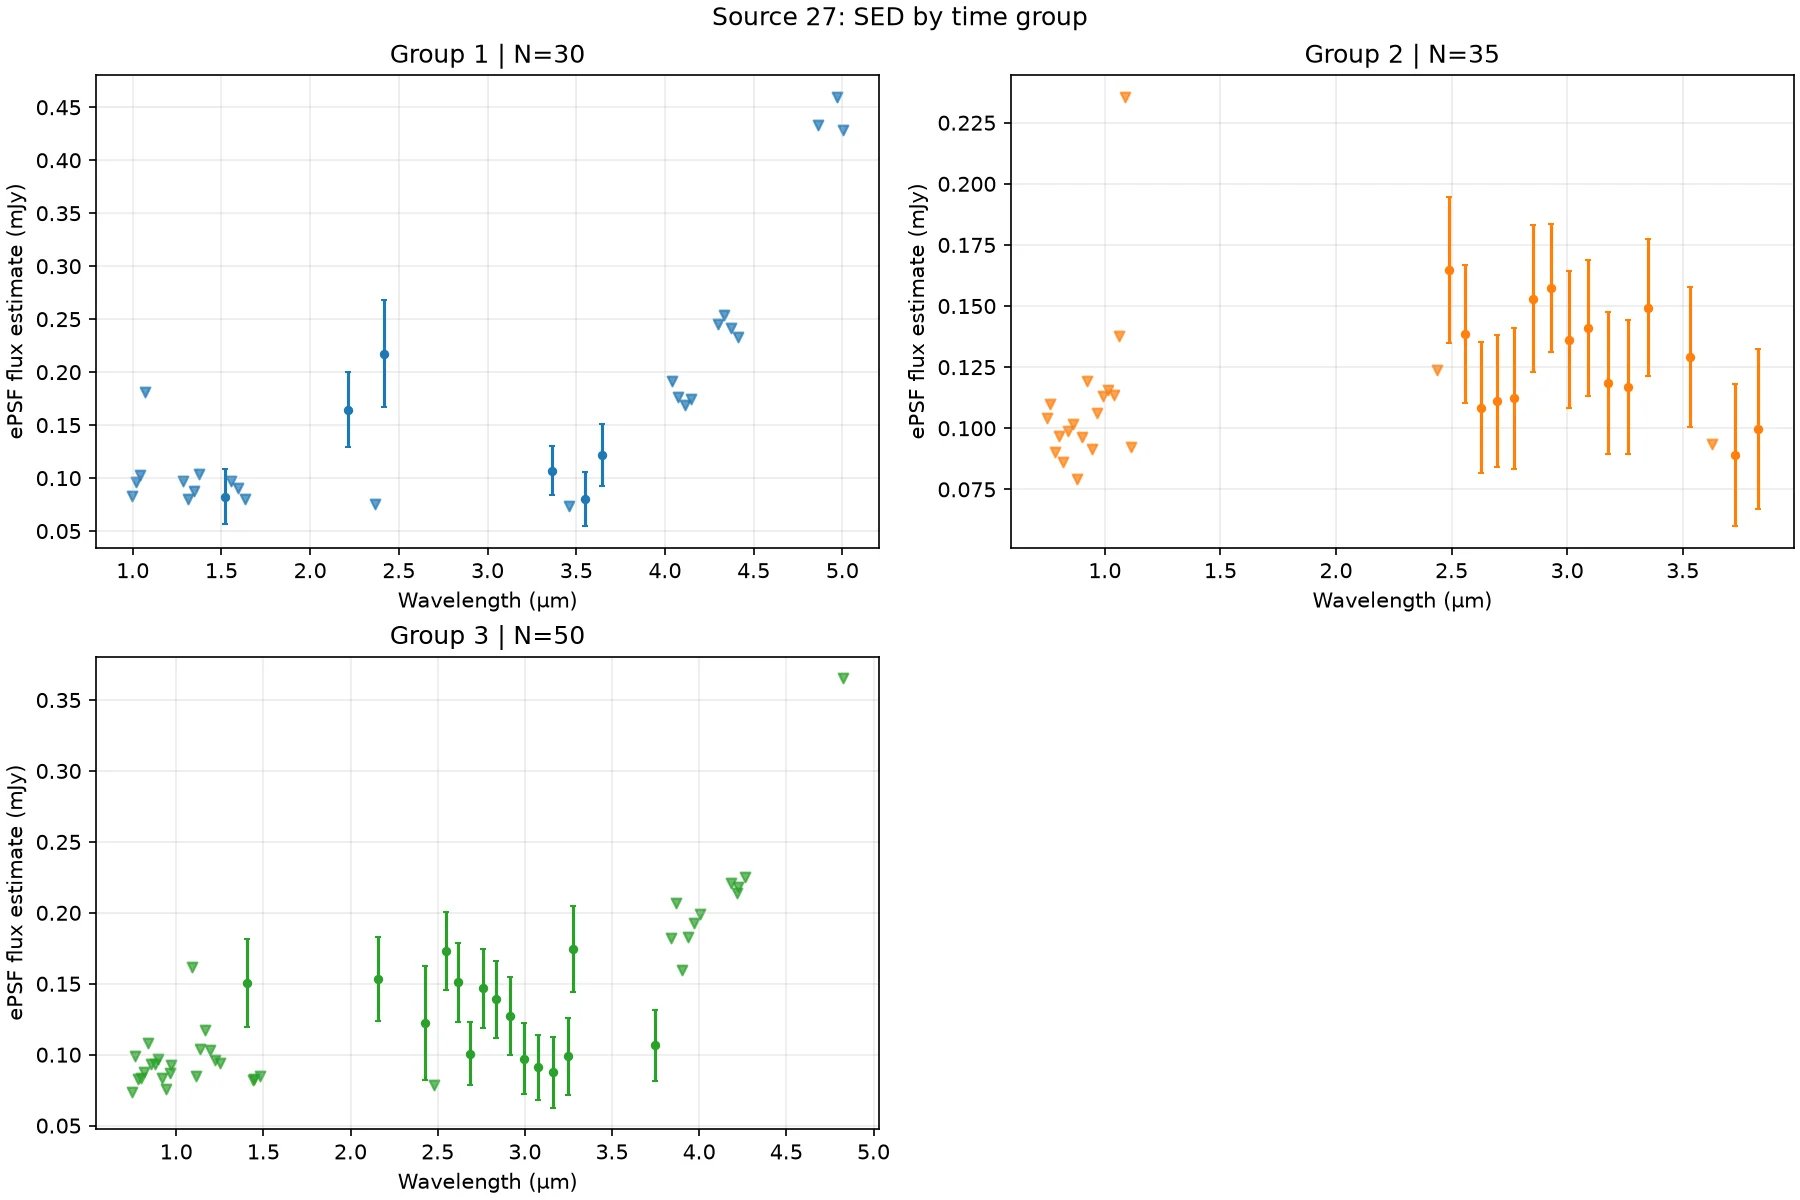 Source 27: SED by time group
Group 1 | N=30
ePSF flux estimate (mJy)
0.45
0.40
0.35
0.30
0.25
0.20
0.15
0.10
0.05
1.0 1.5 2.0 2.5 3.0 3.5 4.0 4.5 5.0
Wavelength (μm)
Group 2 | N=35
ePSF flux estimate (mJy)
0.225
0.200
0.175
0.150
0.125
0.100
0.075
1.0 1.5 2.0 2.5 3.0 3.5
Wavelength (μm)
Group 3 | N=50
ePSF flux estimate (mJy)
0.35
0.30
0.25
0.20
0.15
0.10
0.05
1.0 1.5 2.0 2.5 3.0 3.5 4.0 4.5 5.0
Wavelength (μm)